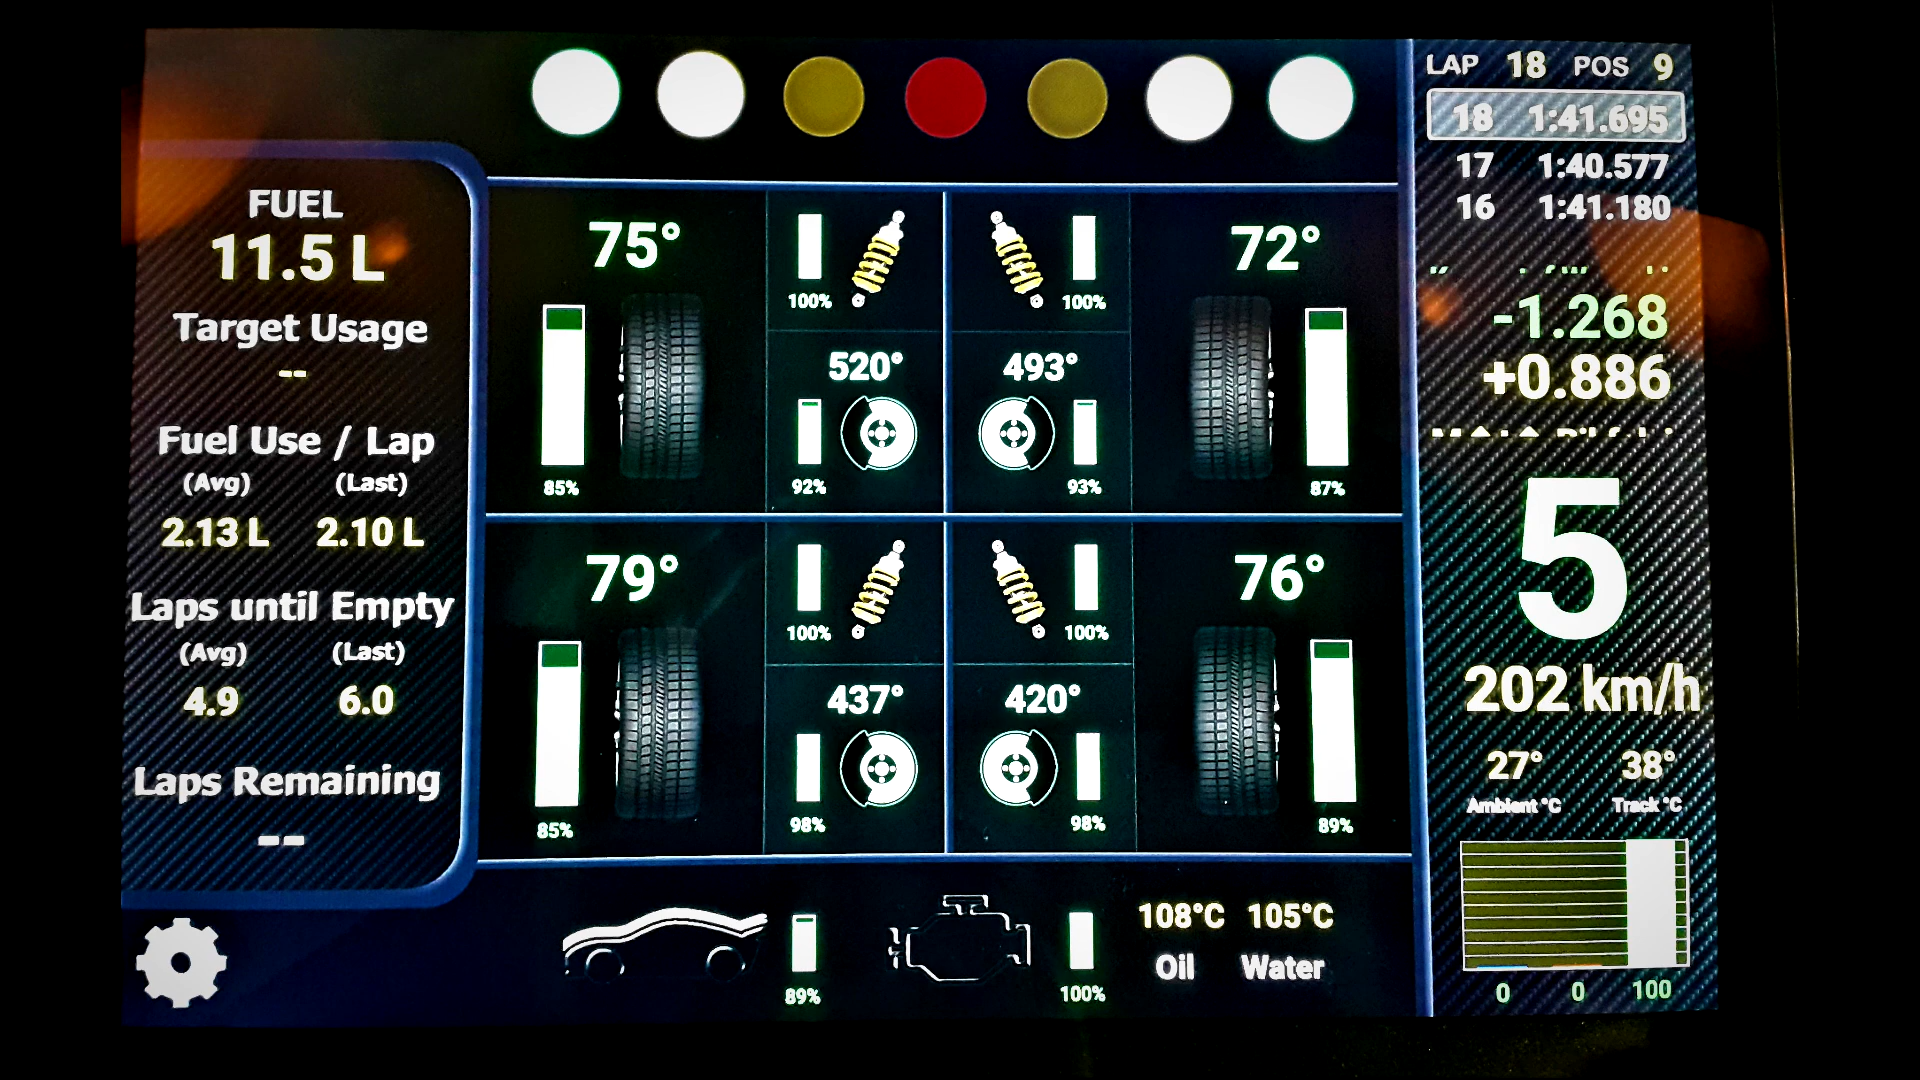 LAP 18 POS 9
18 1:41.695
17 1:40.577
16 1:41.180
-1.268
+0.886
5
202 km/h
27° 38°
Ambient °C Track °C
0 0 100
FUEL
11.5 L
Target Usage
--
Fuel Use / Lap
(Avg) (Last)
2.13 L 2.10 L
Laps until Empty
(Avg) (Last)
4.9 6.0
Laps Remaining
--
75° 72°
100% 100%
520° 493°
85% 92% 93% 87%
79° 76°
100% 100%
437° 420°
85% 98% 98% 89%
108°C 105°C
Oil Water
89% 100%